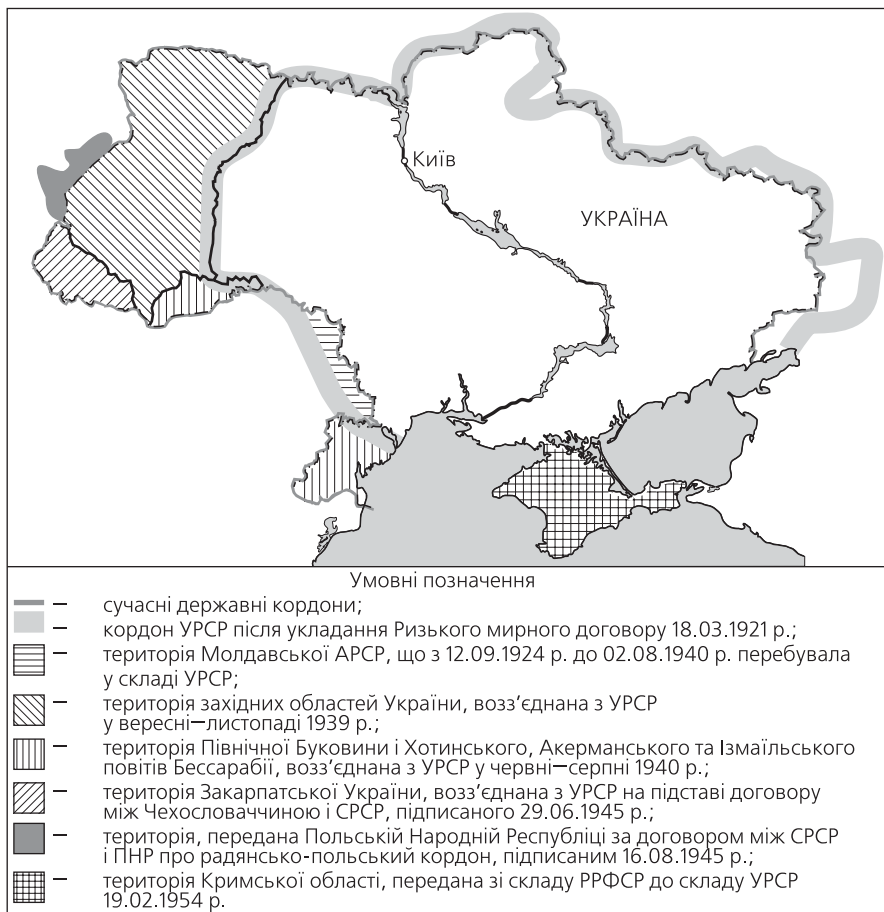 Київ
УКРАЇНА
Умовні позначення
– сучасні державні кордони;
– кордон УРСР після укладання Ризького мирного договору 18.03.1921 р.;
– територія Молдавської АРСР, що з 12.09.1924 р. до 02.08.1940 р. перебувала
у складі УРСР;
– територія західних областей України, возз’єднана з УРСР
у вересні–листопаді 1939 р.;
– територія Північної Буковини і Хотинського, Акерманського та Ізмаїльського
повітів Бессарабії, возз’єднана з УРСР у червні–серпні 1940 р.;
– територія Закарпатської України, возз’єднана з УРСР на підставі договору
між Чехословаччиною і СРСР, підписаного 29.06.1945 р.;
– територія, передана Польській Народній Республіці за договором між СРСР
і ПНР про радянсько-польський кордон, підписаним 16.08.1945 р.;
– територія Кримської області, передана зі складу РРФСР до складу УРСР
19.02.1954 р.